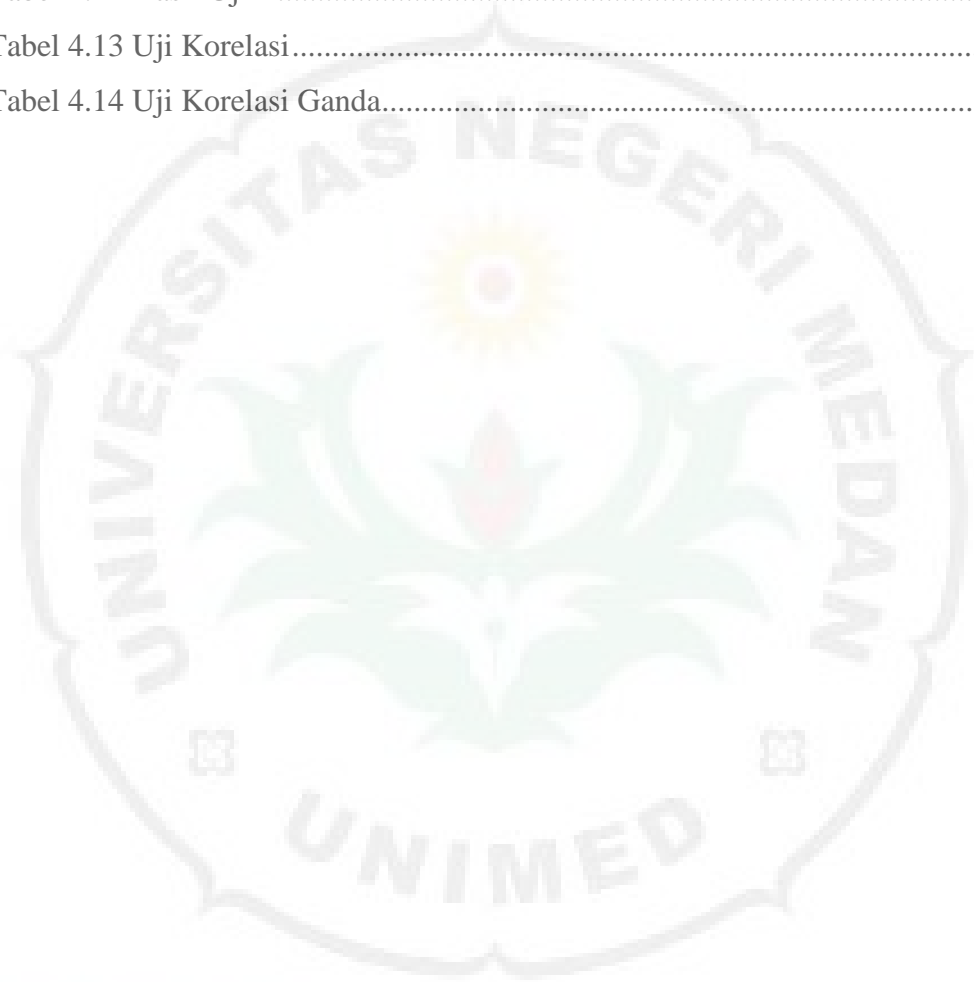 Tabel 4.13 Uji Korelasi
Tabel 4.14 Uji Korelasi Ganda
UNIVERSITAS NEGERI MEDAN
UNIMED